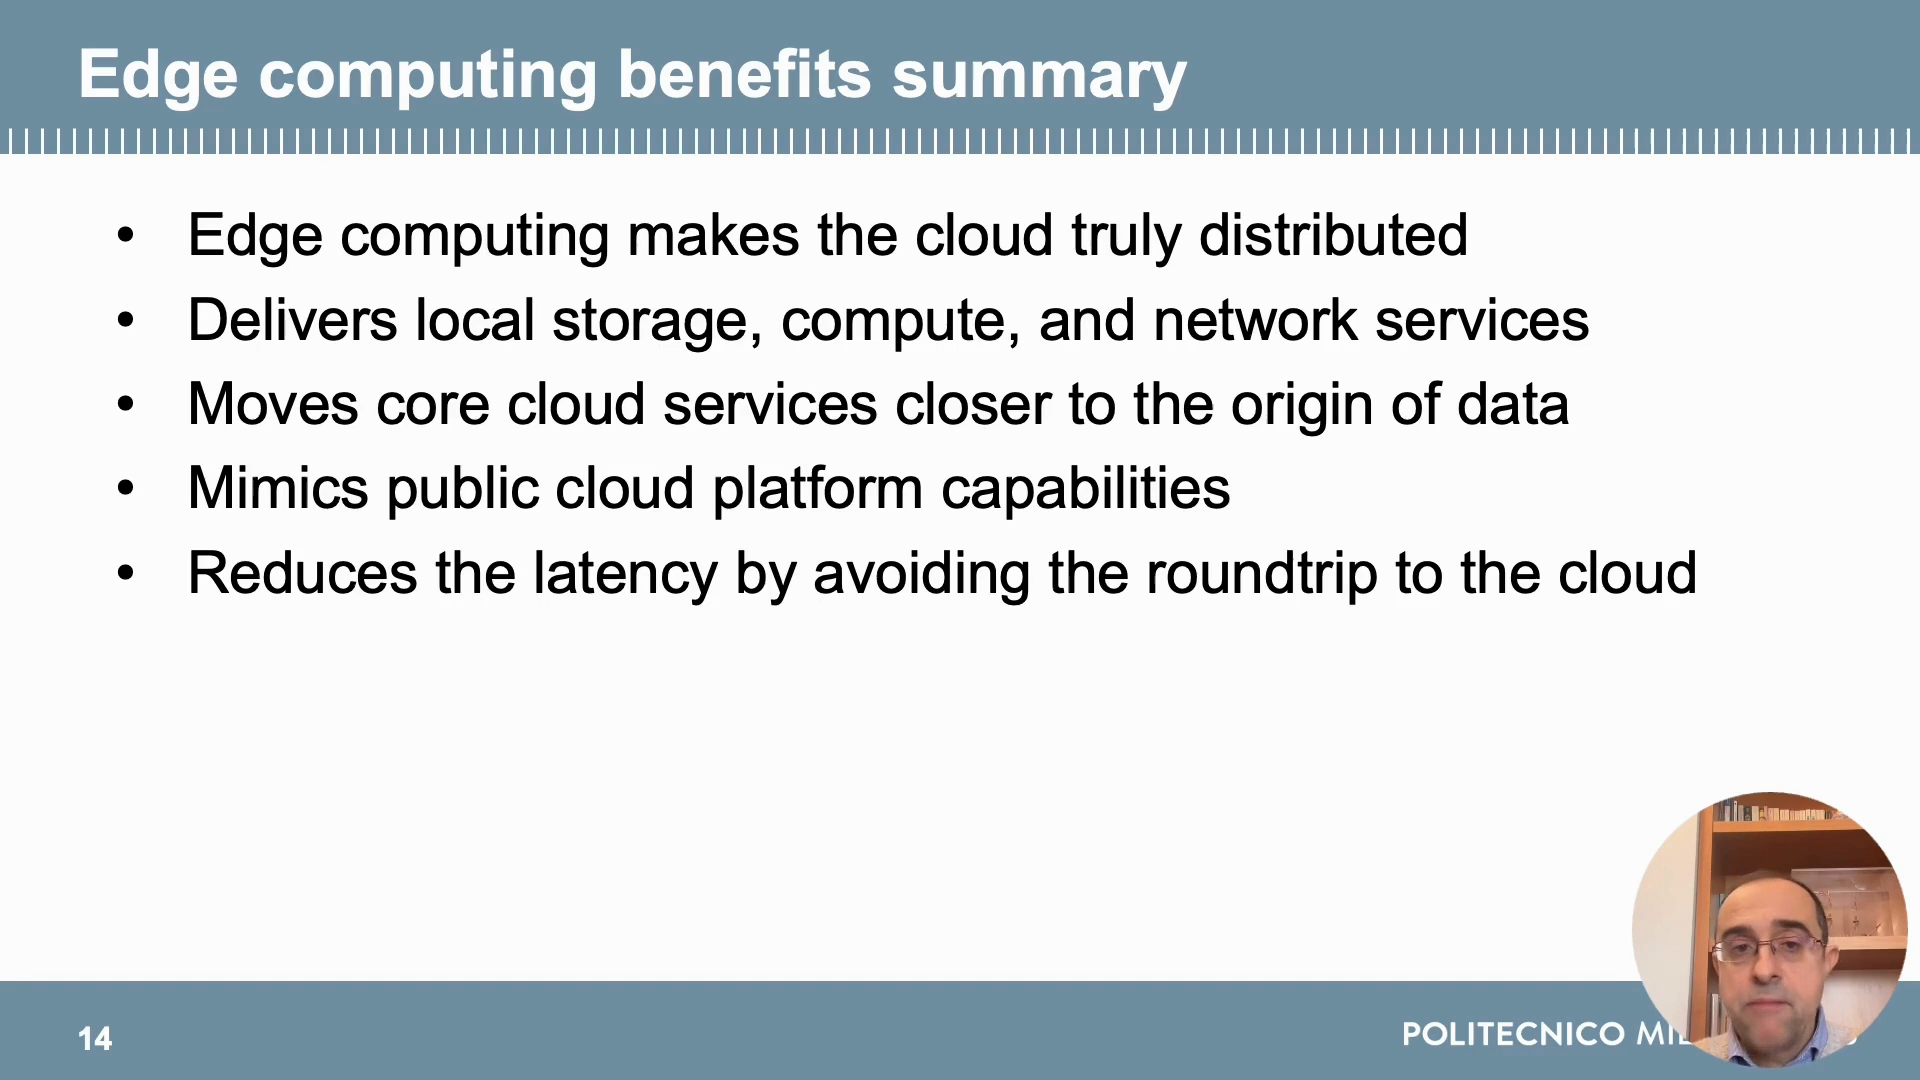 Edge computing benefits summary
• Edge computing makes the cloud truly distributed
• Delivers local storage, compute, and network services
• Moves core cloud services closer to the origin of data
• Mimics public cloud platform capabilities
• Reduces the latency by avoiding the roundtrip to the cloud
14
POLITECNICO